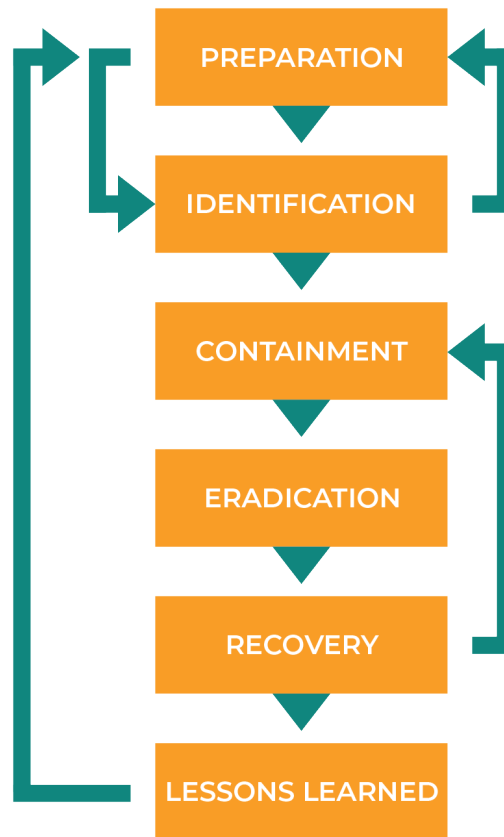 PREPARATION
IDENTIFICATION
CONTAINMENT
ERADICATION
RECOVERY
LESSONS LEARNED